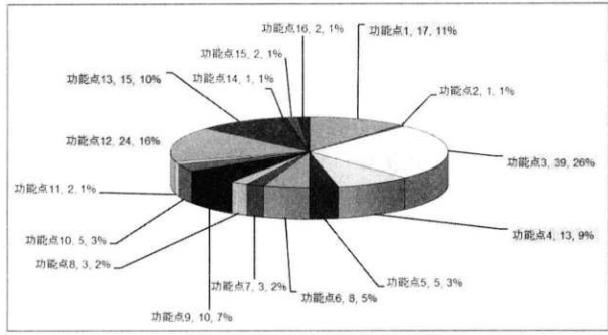 功能点16, 2, 1%
功能点1, 17, 11%
功能点15, 2, 1%
功能点13, 15, 10%
功能点14, 1, 1%
功能点2, 1, 1%
功能点12, 24, 16%
功能点3, 39, 26%
功能点11, 2, 1%
功能点4, 13, 9%
功能点10, 5, 3%
功能点8, 3, 2%
功能点7, 3, 2%
功能点5, 5, 3%
功能点6, 8, 5%
功能点9, 10, 7%